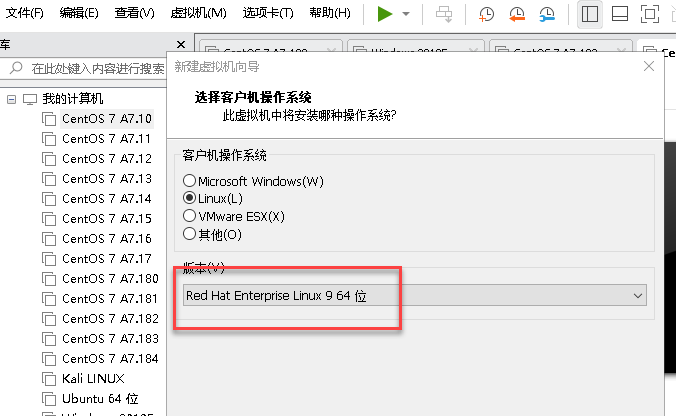 文件(F) 编辑(E) 查看(V) 虚拟机(M) 选项卡(T) 帮助(H)
库
在此处键入内容进行搜索
我的计算机
CentOS 7 A7.10
CentOS 7 A7.11
CentOS 7 A7.12
CentOS 7 A7.13
CentOS 7 A7.14
CentOS 7 A7.15
CentOS 7 A7.16
CentOS 7 A7.17
CentOS 7 A7.180
CentOS 7 A7.181
CentOS 7 A7.182
CentOS 7 A7.183
CentOS 7 A7.184
Kali LINUX
Ubuntu 64 位
新建虚拟机向导
选择客户机操作系统
此虚拟机中将安装哪种操作系统?
客户机操作系统
Microsoft Windows(W)
Linux(L)
VMware ESX(X)
其他(O)
版本(V)
Red Hat Enterprise Linux 9 64 位